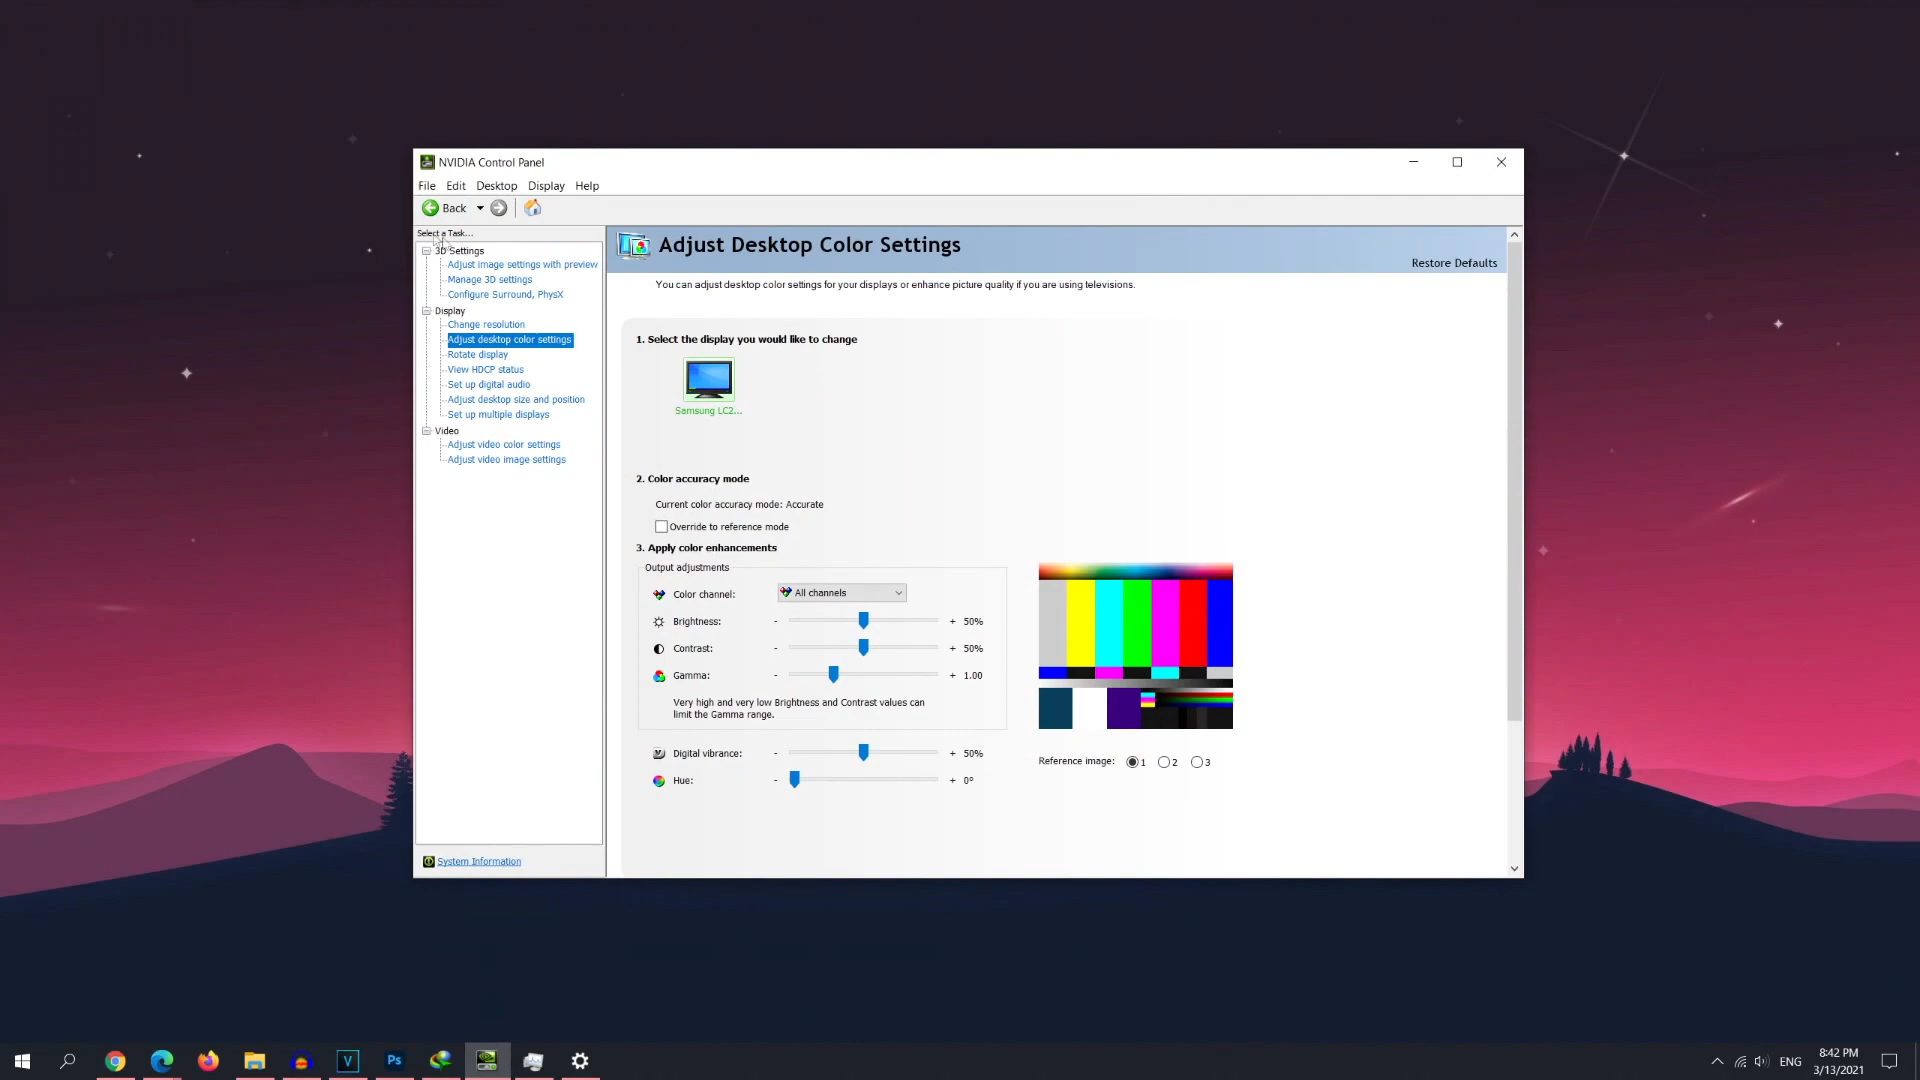 NVIDIA Control Panel
File Edit Desktop Display Help
Back
Select a Task...
3D Settings
Adjust image settings with preview
Manage 3D settings
Configure Surround, PhysX
Display
Change resolution
Adjust desktop color settings
Rotate display
View HDCP status
Set up digital audio
Adjust desktop size and position
Set up multiple displays
Video
Adjust video color settings
Adjust video image settings
System Information
Adjust Desktop Color Settings
Restore Defaults
You can adjust desktop color settings for your displays or enhance picture quality if you are using televisions.
1. Select the display you would like to change
Samsung LC2...
2. Color accuracy mode
Current color accuracy mode: Accurate
Override to reference mode
3. Apply color enhancements
Output adjustments
Color channel: All channels
Brightness: - + 50%
Contrast: - + 50%
Gamma: - + 1.00
Very high and very low Brightness and Contrast values can
limit the Gamma range.
Digital vibrance: - + 50%
Hue: - + 0°
Reference image: 1 2 3
V
Ps
ENG
8:42 PM
3/13/2021